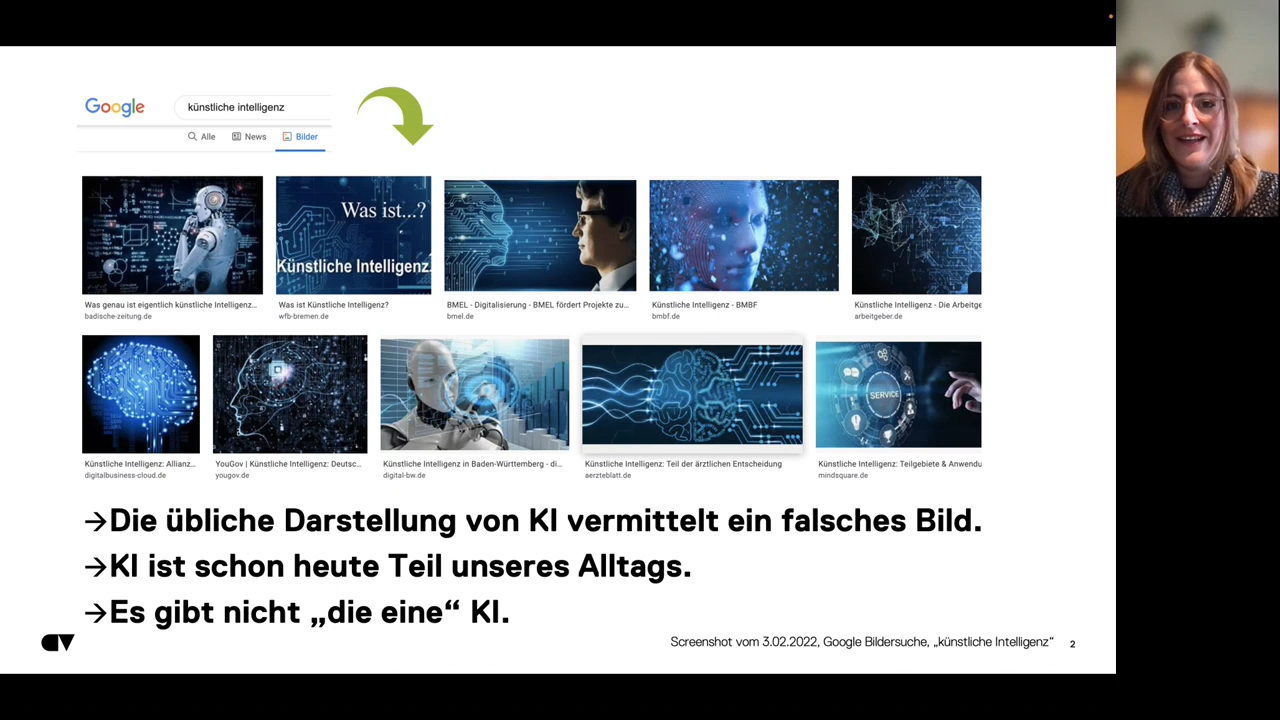 Google
künstliche intelligenz
Alle News Bilder
Was ist...?
Künstliche Intelligenz
Was genau ist eigentlich künstliche Intelligenz...
badische-zeitung.de
Was ist Künstliche Intelligenz?
wfb-bremen.de
BMEL - Digitalisierung - BMEL fördert Projekte zu...
bmel.de
Künstliche Intelligenz - BMBF
bmbf.de
Künstliche Intelligenz - Die Arbeitge
arbeitgeber.de
SERVICE
Künstliche Intelligenz: Allianz...
digitalbusiness-cloud.de
YouGov | Künstliche Intelligenz: Deutsc...
yougov.de
Künstliche Intelligenz in Baden-Württemberg - di...
digital-bw.de
Künstliche Intelligenz: Teil der ärztlichen Entscheidung
aerzteblatt.de
Künstliche Intelligenz: Teilgebiete & Anwendu
mindsquare.de
→Die übliche Darstellung von KI vermittelt ein falsches Bild.
→KI ist schon heute Teil unseres Alltags.
→Es gibt nicht „die eine“ KI.
Screenshot vom 3.02.2022, Google Bildersuche, „künstliche Intelligenz“ 2